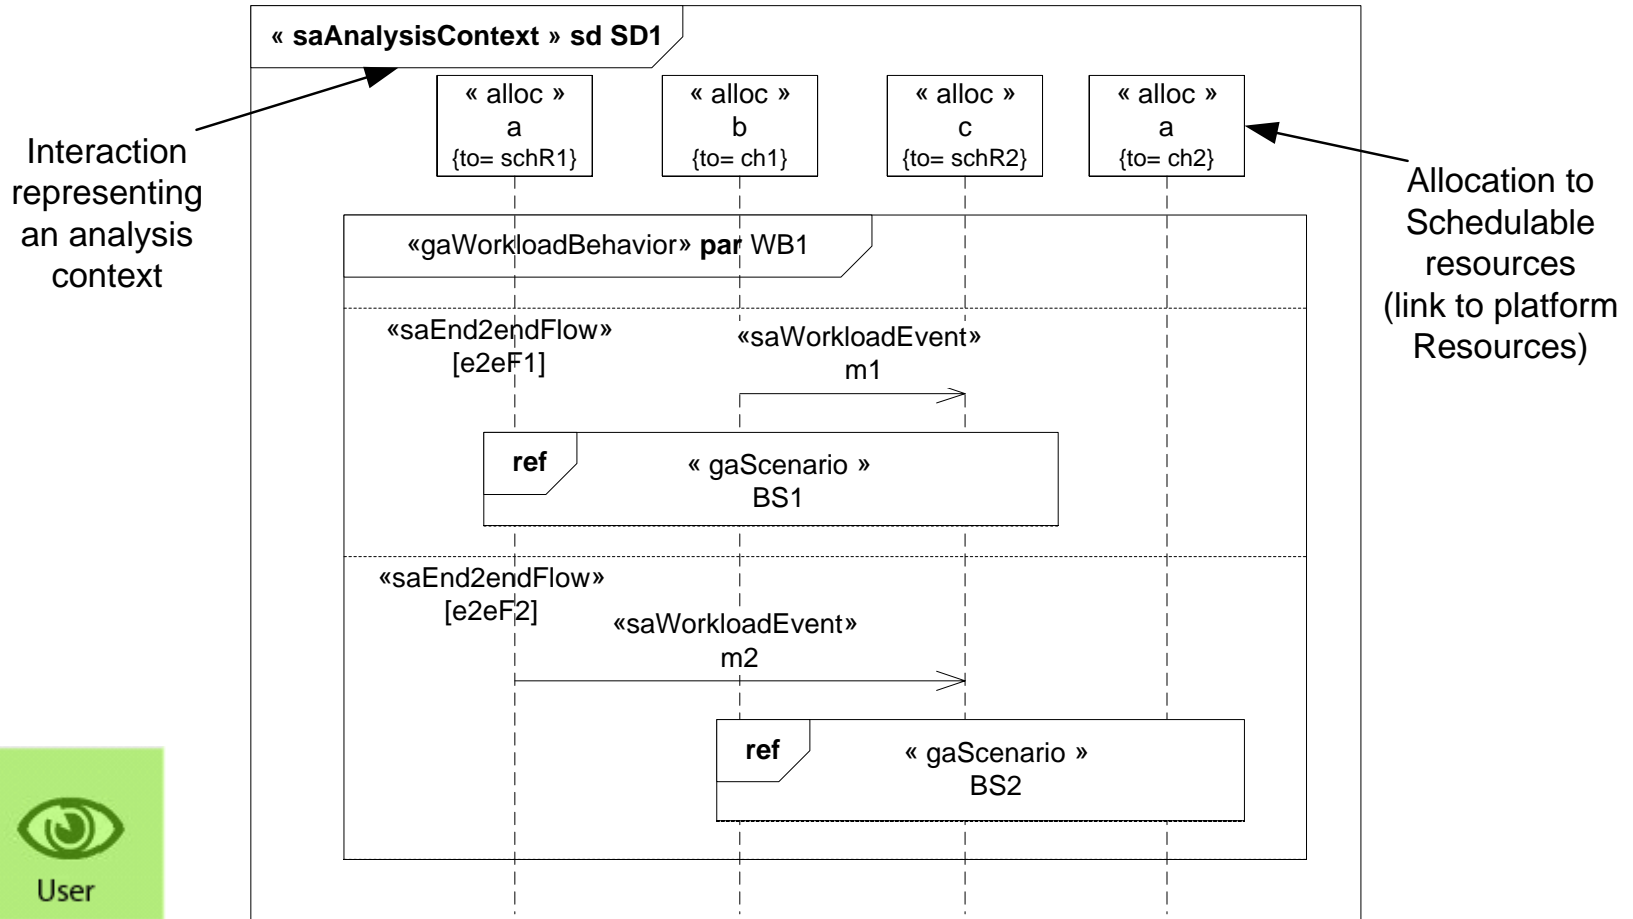 « saAnalysisContext » sd SD1
« alloc »
a
{to= schR1}
« alloc »
b
{to= ch1}
« alloc »
c
{to= schR2}
« alloc »
a
{to= ch2}
Interaction
representing
an analysis
context
Allocation to
Schedulable
resources
(link to platform
Resources)
«gaWorkloadBehavior» par WB1
«saEnd2endFlow»
[e2eF1]
«saWorkloadEvent»
m1
ref
« gaScenario »
BS1
«saEnd2endFlow»
[e2eF2]
«saWorkloadEvent»
m2
ref
« gaScenario »
BS2
User